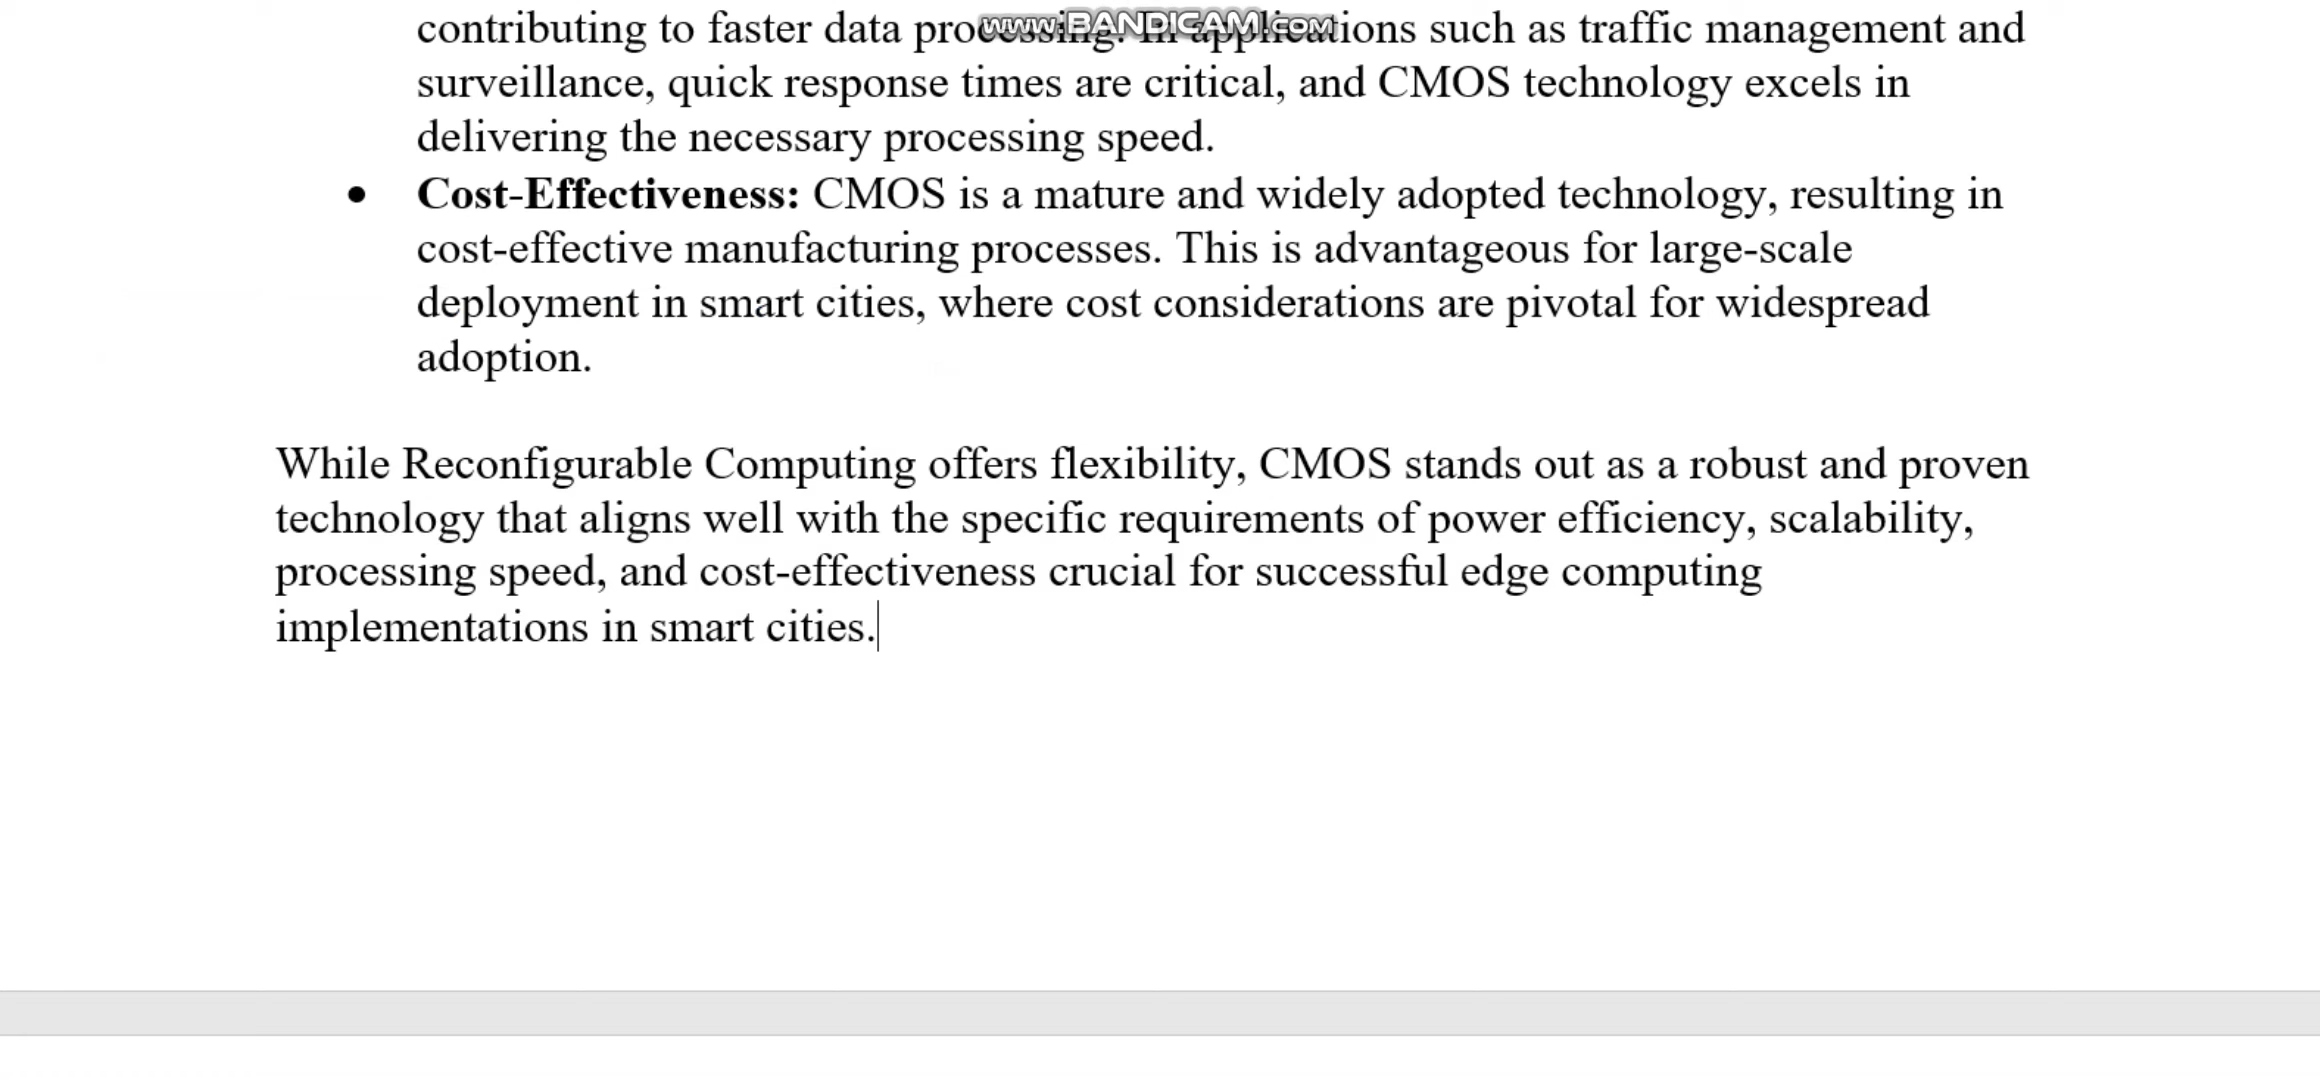 contributing to faster data processing. In applications such as traffic management and
www.BANDICAM.com
surveillance, quick response times are critical, and CMOS technology excels in
delivering the necessary processing speed.
• Cost-Effectiveness: CMOS is a mature and widely adopted technology, resulting in
cost-effective manufacturing processes. This is advantageous for large-scale
deployment in smart cities, where cost considerations are pivotal for widespread
adoption.
While Reconfigurable Computing offers flexibility, CMOS stands out as a robust and proven
technology that aligns well with the specific requirements of power efficiency, scalability,
processing speed, and cost-effectiveness crucial for successful edge computing
implementations in smart cities.